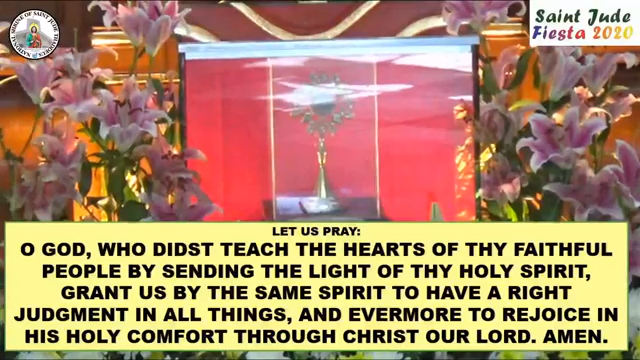 Saint Jude
Fiesta 2020
LET US PRAY:
O GOD, WHO DIDST TEACH THE HEARTS OF THY FAITHFUL
PEOPLE BY SENDING THE LIGHT OF THY HOLY SPIRIT,
GRANT US BY THE SAME SPIRIT TO HAVE A RIGHT
JUDGMENT IN ALL THINGS, AND EVERMORE TO REJOICE IN
HIS HOLY COMFORT THROUGH CHRIST OUR LORD. AMEN.